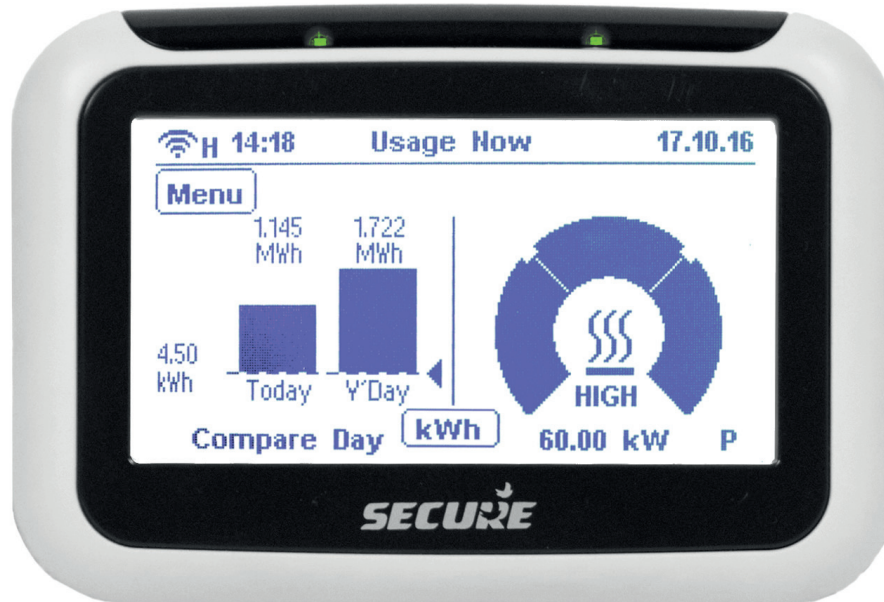 H 14:18 Usage Now 17.10.16
Menu
1.145 MWh
1.722 MWh
4.50 kWh
Today Y'Day
HIGH
Compare Day kWh 60.00 kW P
SECURE